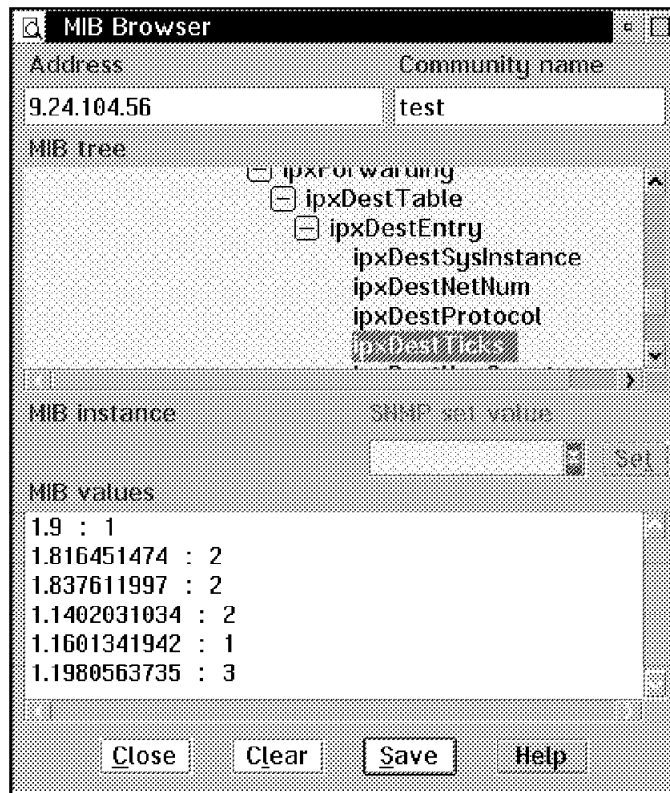 MIB Browser
Address Community name
9.24.104.56 test
MIB tree
ipxForwarding
ipxDestTable
ipxDestEntry
ipxDestSysInstance
ipxDestNetNum
ipxDestProtocol
ipxDestTicks
MIB instance SNMP set value
Set
MIB values
1.9 : 1
1.816451474 : 2
1.837611997 : 2
1.1402031034 : 2
1.1601341942 : 1
1.1980563735 : 3
Close Clear Save Help